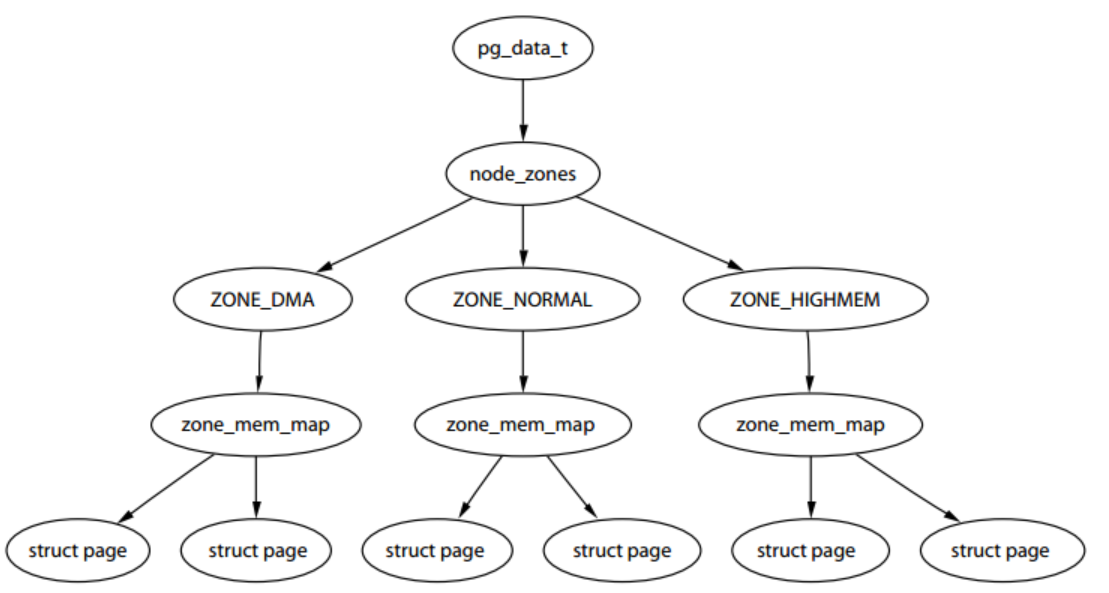 pg_data_t
node_zones
ZONE_DMA
ZONE_NORMAL
ZONE_HIGHMEM
zone_mem_map
zone_mem_map
zone_mem_map
struct page
struct page
struct page
struct page
struct page
struct page